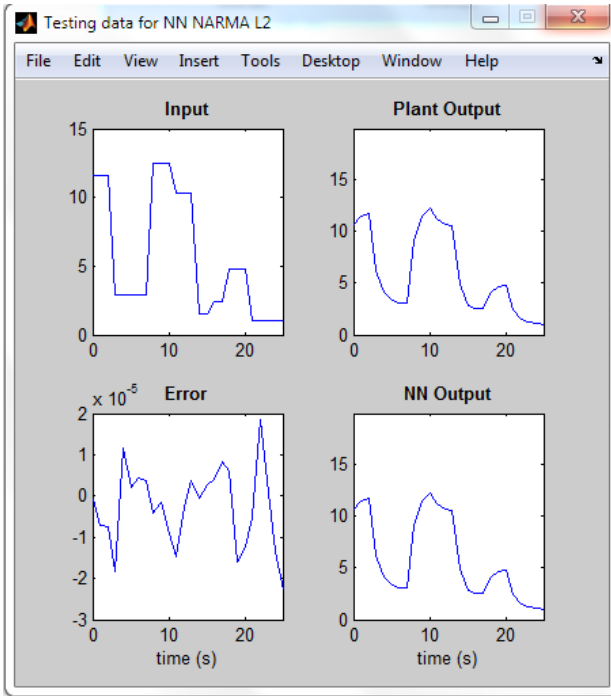 Testing data for NN NARMA L2
File Edit View Insert Tools Desktop Window Help
Input
15
10
5
0
0 10 20
Plant Output
15
10
5
0
0 10 20
x 10^-5 Error
2
1
0
-1
-2
-3
0 10 20
time (s)
NN Output
15
10
5
0
0 10 20
time (s)